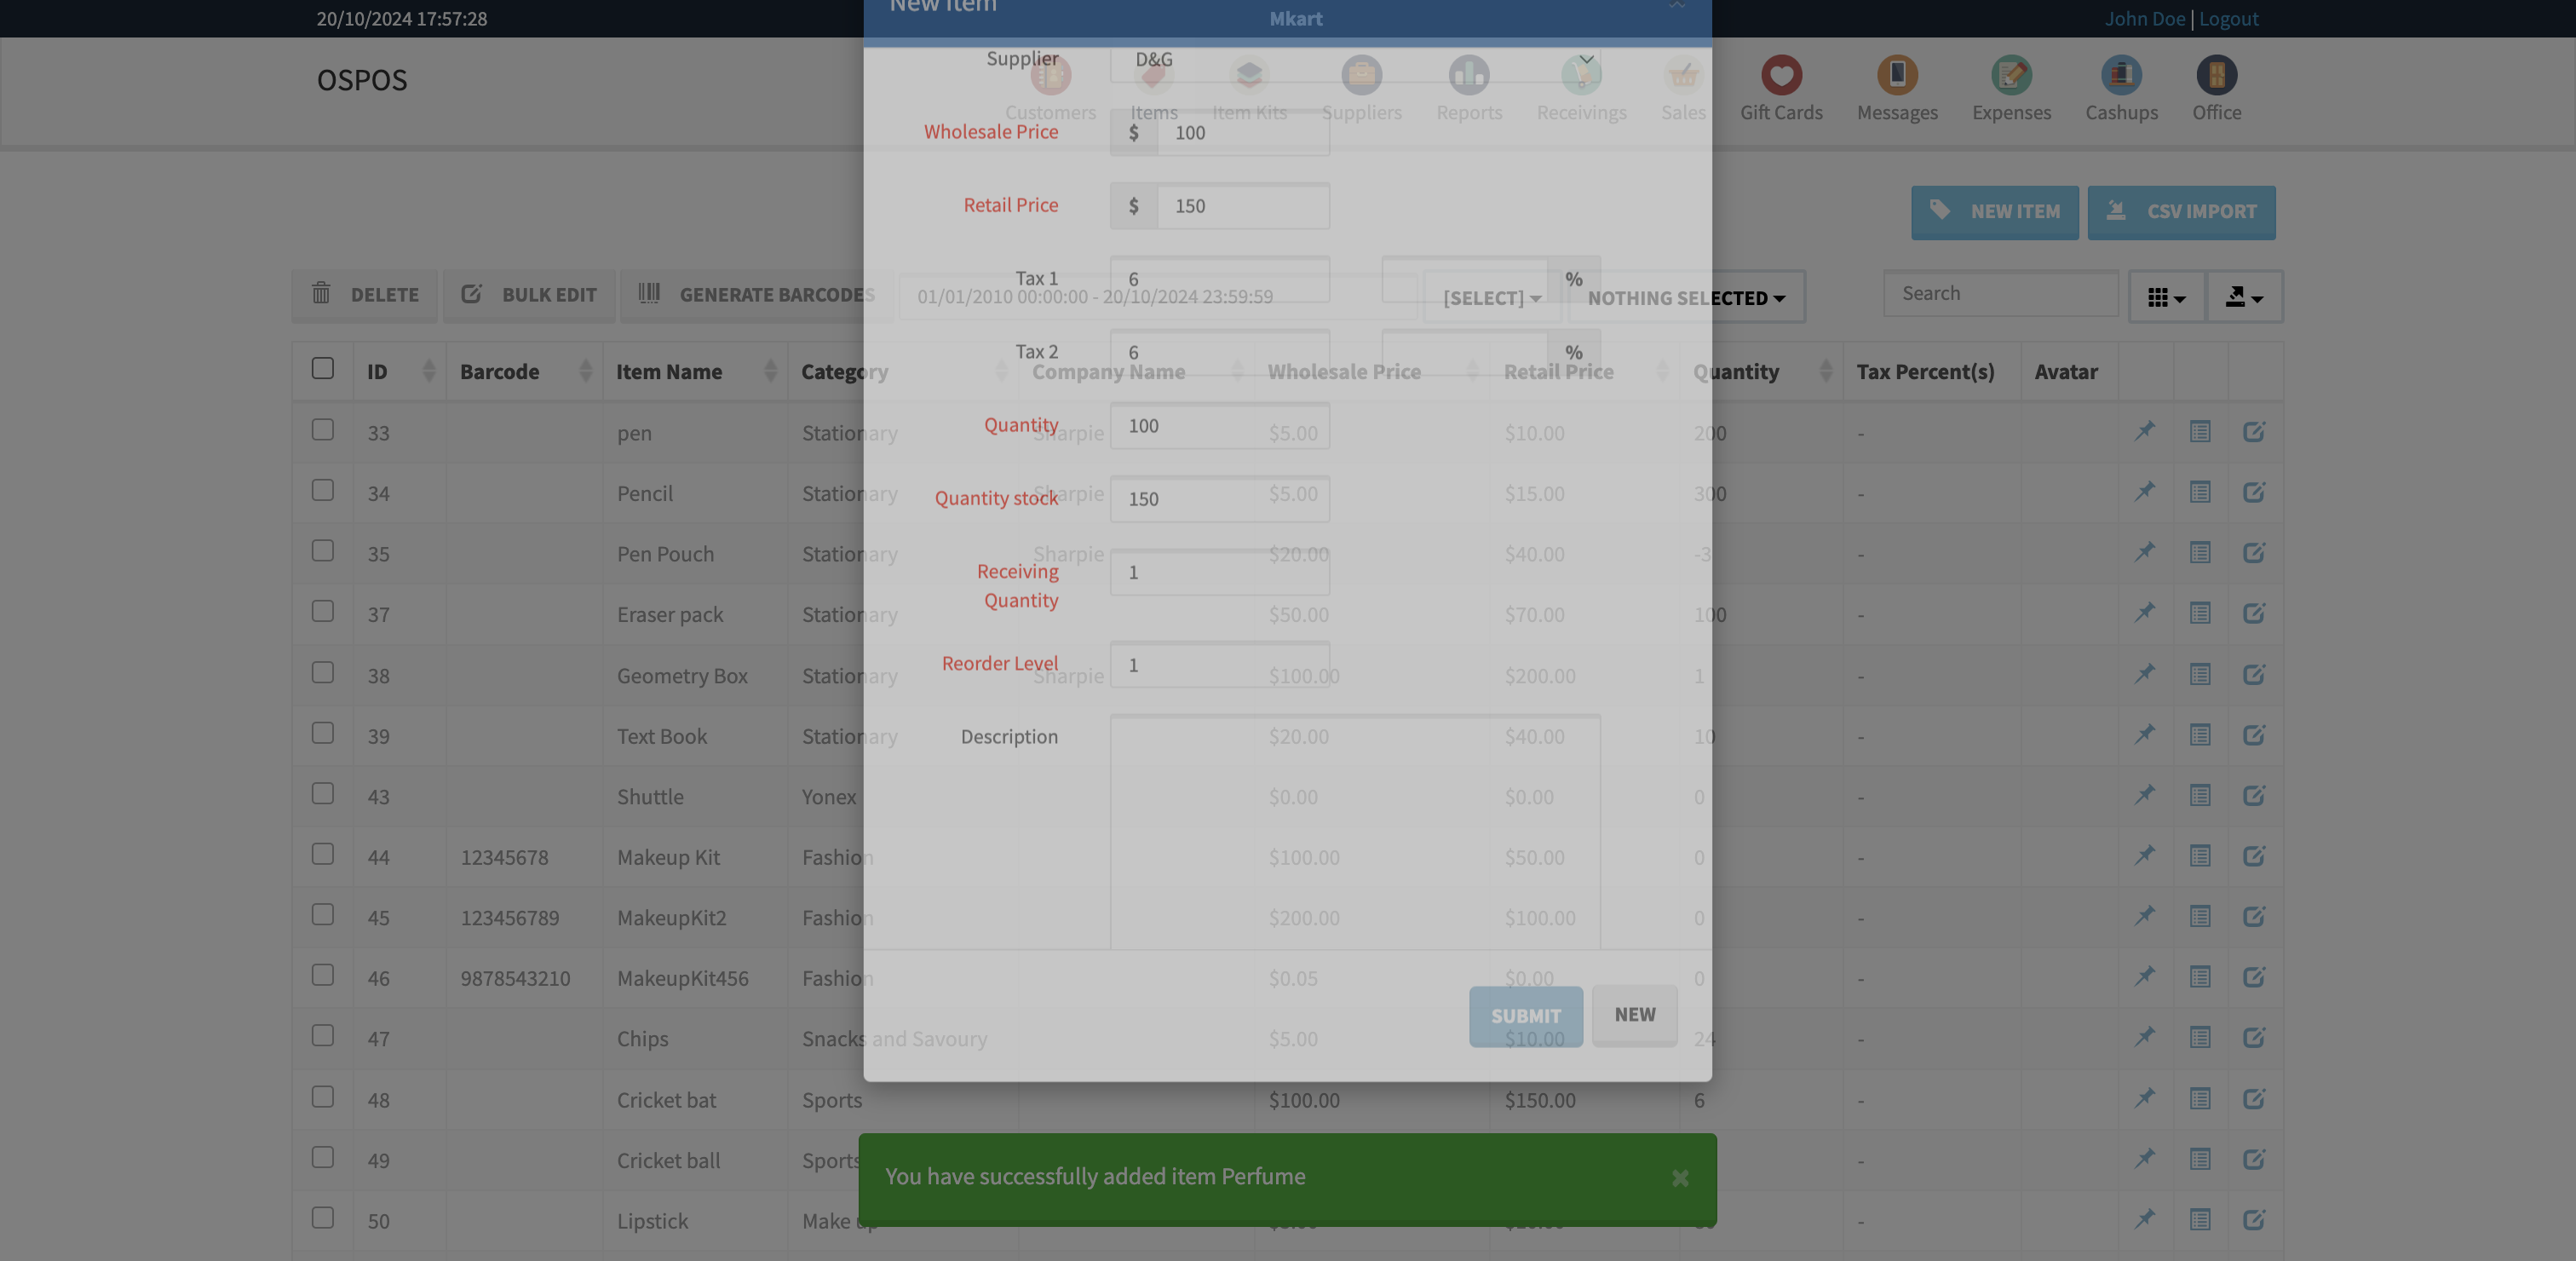 20/10/2024 17:57:28
Mkart
John Doe | Logout
OSPOS
Customers
Items
Item Kits
Suppliers
Reports
Receivings
Sales
Gift Cards
Messages
Expenses
Cashups
Office
NEW ITEM
CSV IMPORT
DELETE
BULK EDIT
GENERATE BARCODES
01/01/2010 00:00:00 - 20/10/2024 23:59:59
[SELECT]
NOTHING SELECTED
Search
ID Barcode Item Name Category Company Name Wholesale Price Retail Price Quantity Tax Percent(s) Avatar
33 pen Stationary Sharpie $5.00 $10.00 200 -
34 Pencil Stationary Sharpie $5.00 $15.00 300 -
35 Pen Pouch Stationary Sharpie $20.00 $40.00 -3 -
37 Eraser pack Stationary $50.00 $70.00 100 -
38 Geometry Box Stationary Sharpie $100.00 $200.00 1 -
39 Text Book Stationary $20.00 $40.00 10 -
43 Shuttle Yonex $0.00 $0.00 0 -
44 12345678 Makeup Kit Fashion $100.00 $50.00 0 -
45 123456789 MakeupKit2 Fashion $200.00 $100.00 0 -
46 9878543210 MakeupKit456 Fashion $0.05 $0.00 0 -
47 Chips Snacks and Savoury $5.00 $10.00 24 -
48 Cricket bat Sports $100.00 $150.00 6 -
49 Cricket ball Sports -
50 Lipstick Make up -
New Item
Supplier D&G
Wholesale Price $ 100
Retail Price $ 150
Tax 1 6 %
Tax 2 6 %
Quantity 100
Quantity stock 150
Receiving
Quantity 1
Reorder Level 1
Description
SUBMIT
NEW
You have successfully added item Perfume